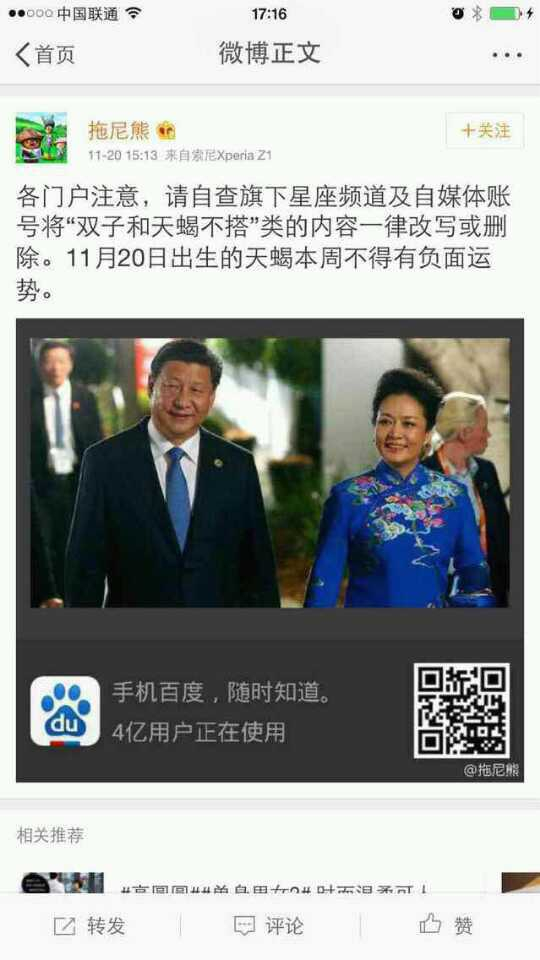 中国联通
17:16
首页
微博正文
拖尼熊
+关注
11-20 15:13 来自索尼Xperia Z1
各门户注意，请自查旗下星座频道及自媒体账
号将“双子和天蝎不搭”类的内容一律改写或删
除。11月20日出生的天蝎本周不得有负面运
势。
手机百度，随时知道。
du
4亿用户正在使用
@拖尼熊
相关推荐
转发
评论
赞